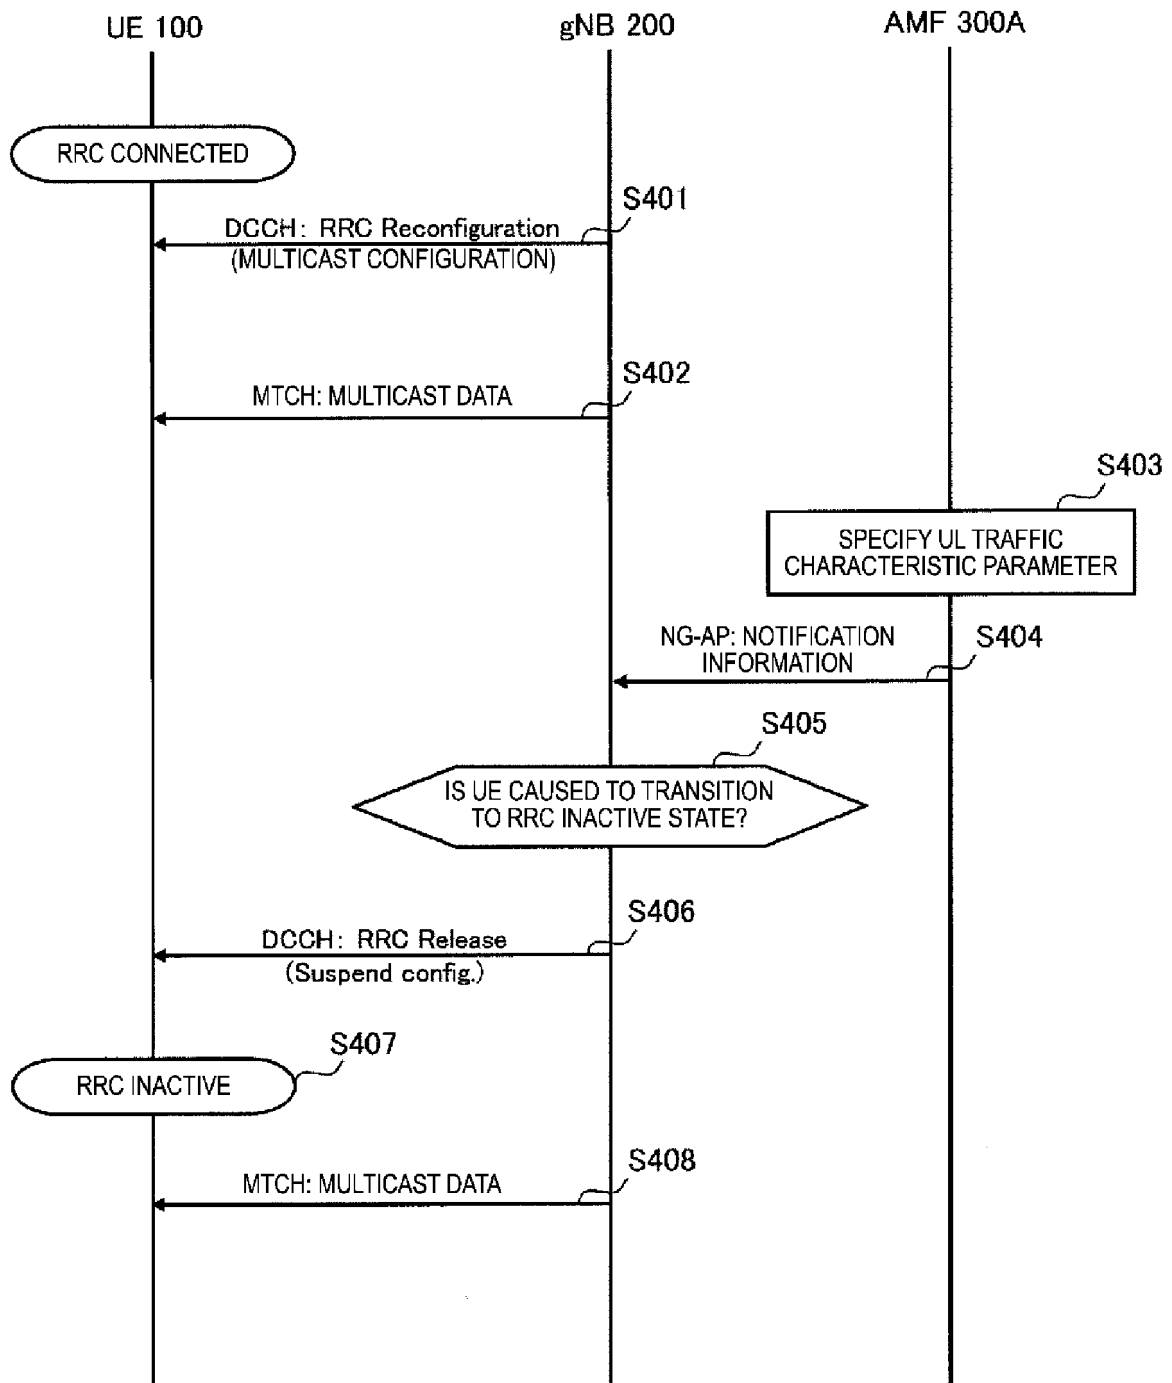 UE 100
gNB 200
AMF 300A
RRC CONNECTED
S401
DCCH: RRC Reconfiguration
(MULTICAST CONFIGURATION)
S402
MTCH: MULTICAST DATA
S403
SPECIFY UL TRAFFIC
CHARACTERISTIC PARAMETER
NG-AP: NOTIFICATION
INFORMATION
S404
S405
IS UE CAUSED TO TRANSITION
TO RRC INACTIVE STATE?
S406
DCCH: RRC Release
(Suspend config.)
S407
RRC INACTIVE
S408
MTCH: MULTICAST DATA